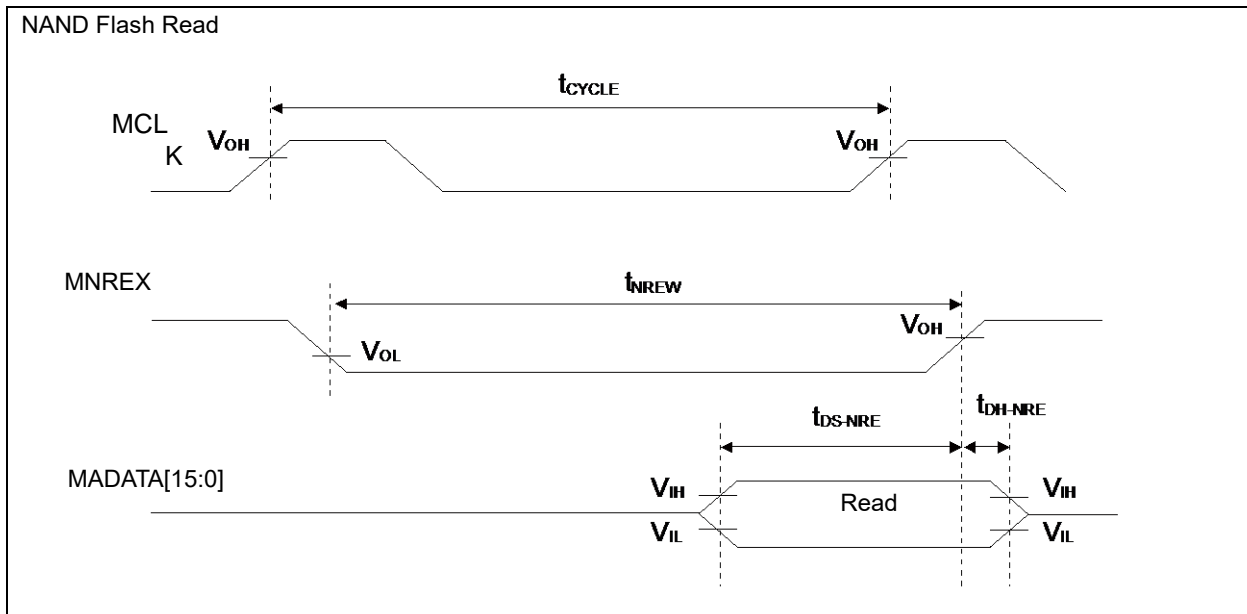 NAND Flash Read
tCYCLE
MCL
K
VOH
VOH
MNREX
tNREW
VOL
VOH
tDS-NRE
tDH-NRE
MADATA[15:0]
VIH
Read
VIH
VIL
VIL